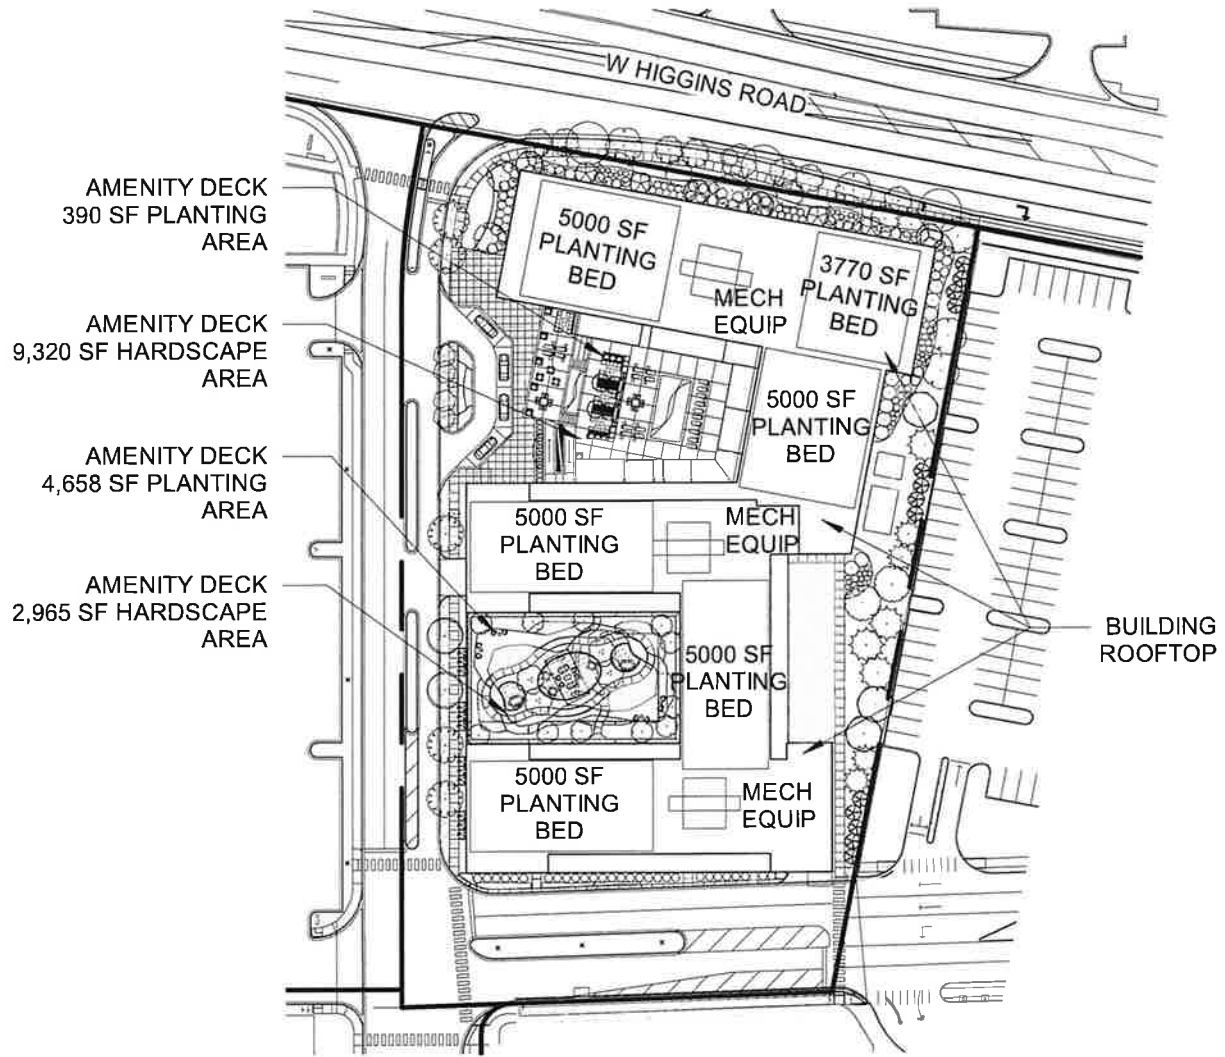 W HIGGINS ROAD
AMENITY DECK
390 SF PLANTING
AREA
5000 SF
PLANTING
BED
3770 SF
PLANTING
BED
MECH
EQUIP
AMENITY DECK
9,320 SF HARDSCAPE
AREA
5000 SF
PLANTING
BED
AMENITY DECK
4,658 SF PLANTING
AREA
5000 SF
PLANTING
BED
MECH
EQUIP
AMENITY DECK
2,965 SF HARDSCAPE
AREA
5000 SF
PLANTING
BED
BUILDING
ROOFTOP
5000 SF
PLANTING
BED
MECH
EQUIP